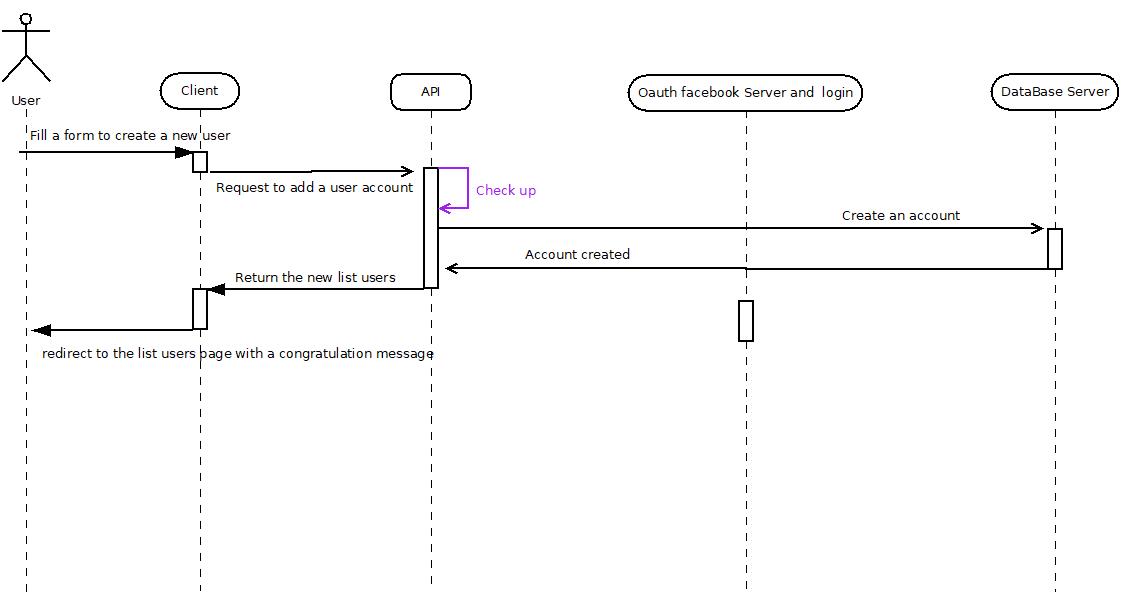 User
Client
API
Oauth facebook Server and  login
DataBase Server
Fill a form to create a new user
Request to add a user account
Check up
Create an account
Account created
Return the new list users
redirect to the list users page with a congratulation message